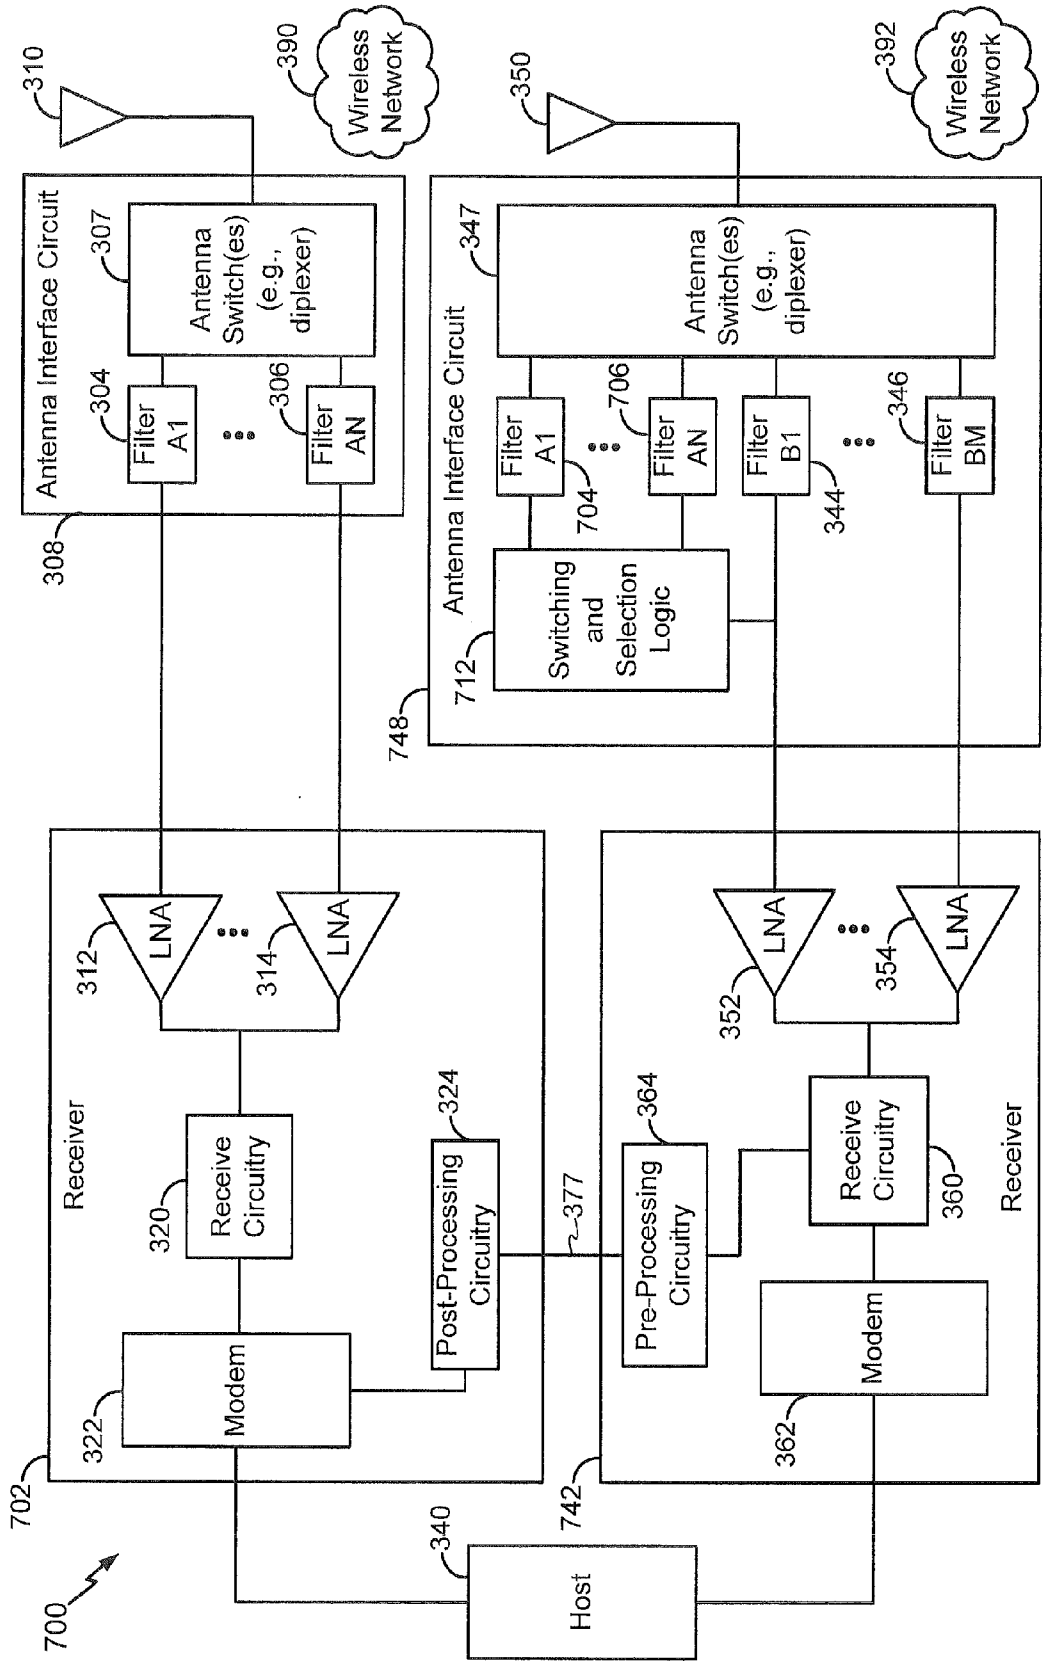 700
702
Receiver
322
Modem
320
Receive
Circuitry
312
LNA
314
LNA
324
Post-Processing
Circuitry
308
Antenna Interface Circuit
304
Filter
A1
306
Filter
AN
307
Antenna
Switch(es)
(e.g.,
diplexer)
310
390
Wireless
Network
340
Host
377
742
Receiver
364
Pre-Processing
Circuitry
362
Modem
360
Receive
Circuitry
352
LNA
354
LNA
748
Antenna Interface Circuit
712
Switching
and
Selection
Logic
704
Filter
A1
706
Filter
AN
344
Filter
B1
346
Filter
BM
347
Antenna
Switch(es)
(e.g.,
diplexer)
350
392
Wireless
Network